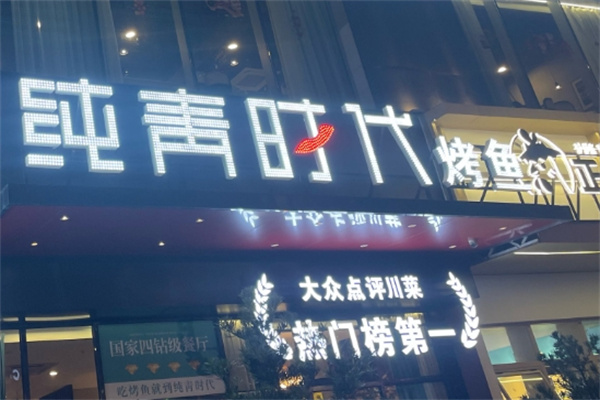 纯青时代
烤鱼
大众点评川菜
热门榜第一
国家四钻级餐厅
吃烤鱼就到纯青时代